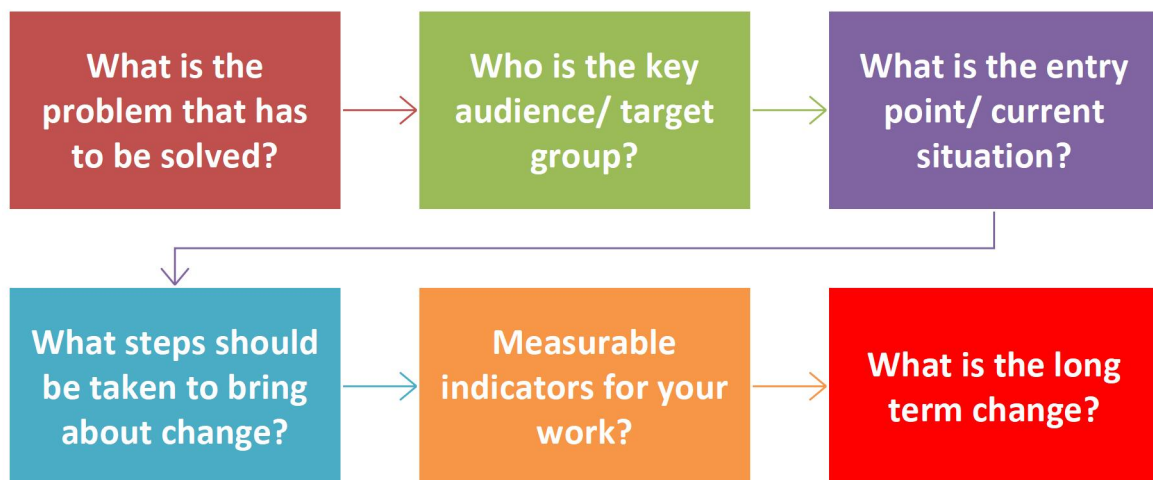 What is the
problem that has
to be solved?
Who is the key
audience/ target
group?
What is the entry
point/ current
situation?
What steps should
be taken to bring
about change?
Measurable
indicators for your
work?
What is the long
term change?